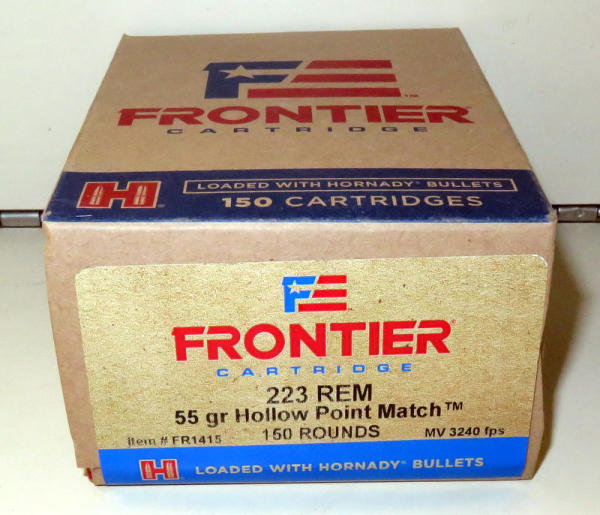 FRONTIER™
CARTRIDGE
H LOADED WITH HORNADY® BULLETS
150 CARTRIDGES
FRONTIER
CARTRIDGE
223 REM
55 gr Hollow Point Match™
Item # FR1415 150 ROUNDS MV 3240 fps
H LOADED WITH HORNADY® BULLETS